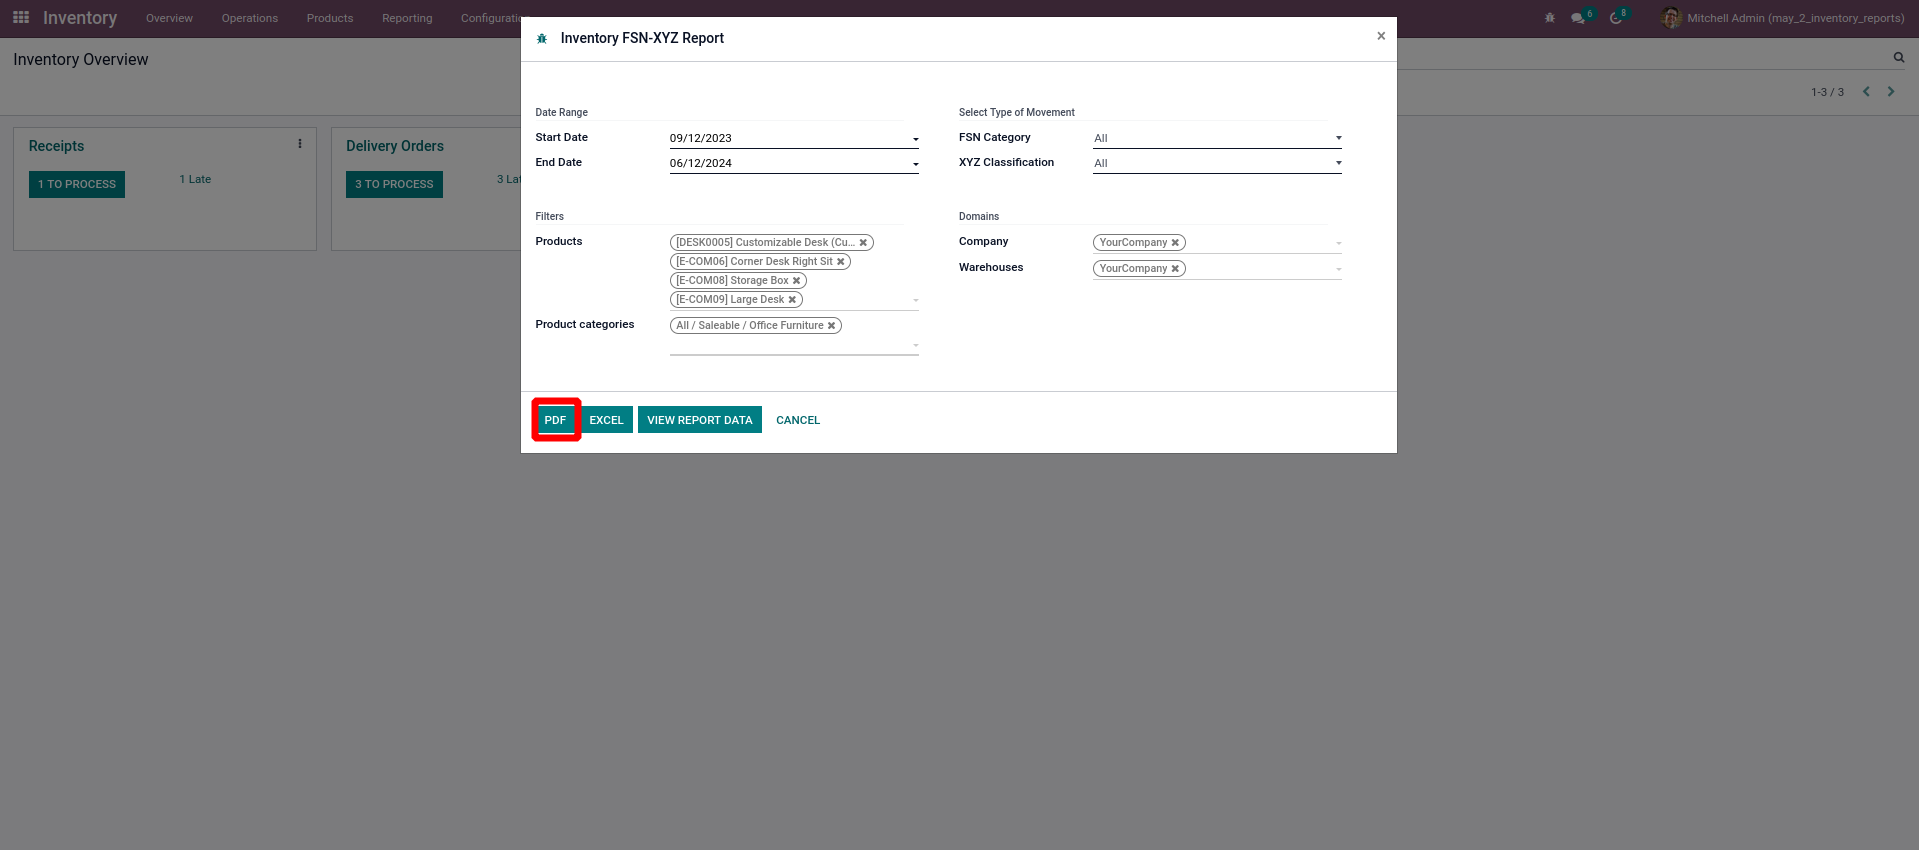 Inventory Overview Operations Products Reporting Configuratio 6 8 Mitchell Admin (may_2_inventory_reports)
Inventory Overview
1-3 / 3
Receipts
1 TO PROCESS 1 Late
Delivery Orders
3 TO PROCESS 3 Lat
Inventory FSN-XYZ Report ×
Date Range
Start Date 09/12/2023
End Date 06/12/2024
Select Type of Movement
FSN Category All
XYZ Classification All
Filters
Products [DESK0005] Customizable Desk (Cu...
[E-COM06] Corner Desk Right Sit
[E-COM08] Storage Box
[E-COM09] Large Desk
Product categories All / Saleable / Office Furniture
Domains
Company YourCompany
Warehouses YourCompany
PDF EXCEL VIEW REPORT DATA CANCEL